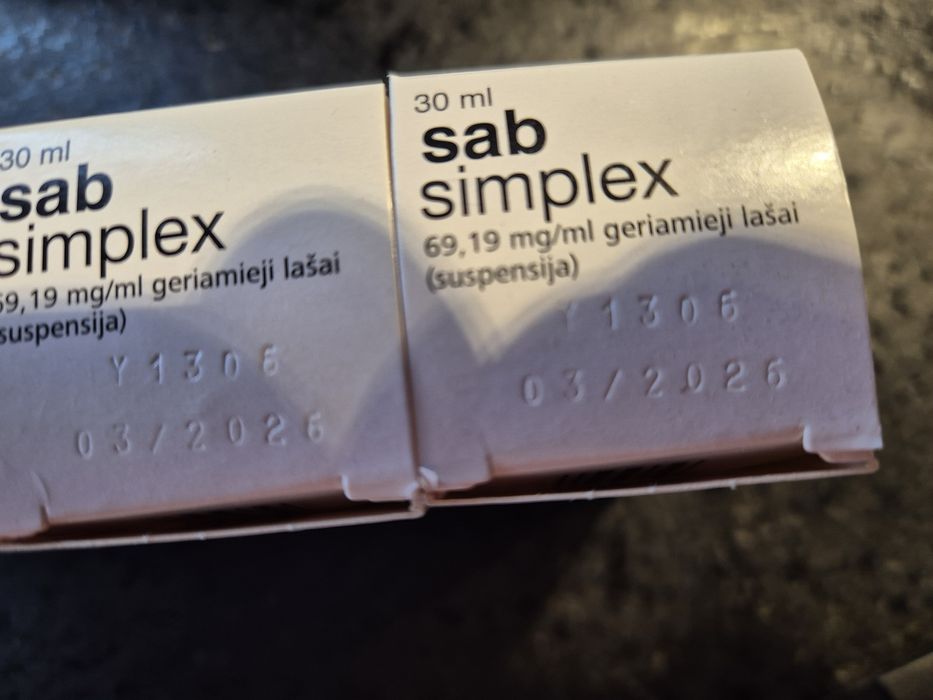 30 ml
sab
simplex
69,19 mg/ml geriamieji lašai
(suspensija)
Y1306
03/2026
30 ml
sab
simplex
69,19 mg/ml geriamieji lašai
(suspensija)
Y1306
03/2026